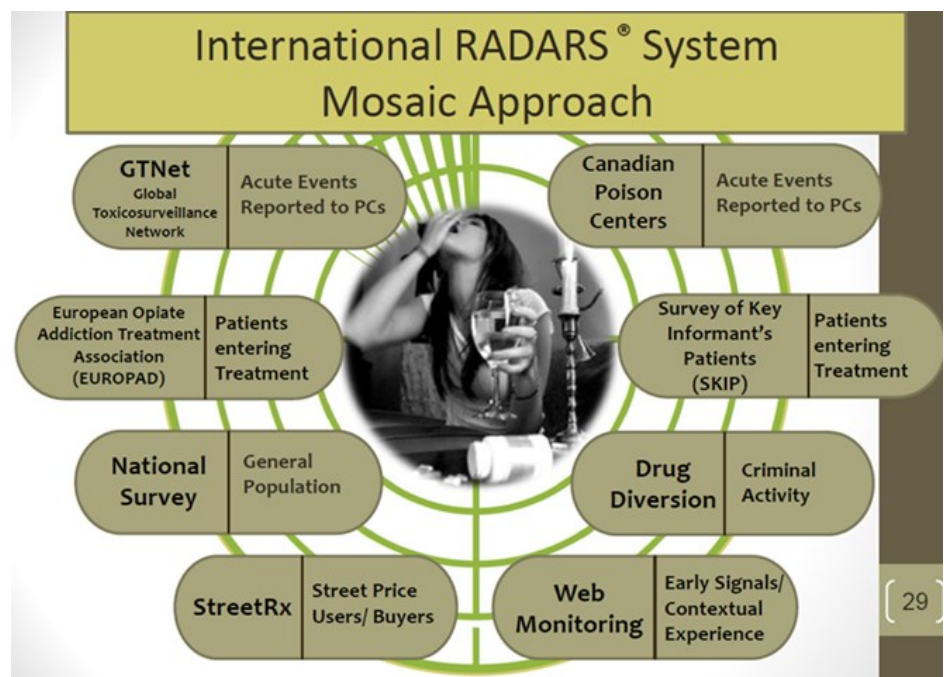 International RADARS® System
Mosaic Approach
GTNet
Global
Toxicosurveillance
Network
Acute Events
Reported to PCs
Canadian
Poison
Centers
Acute Events
Reported to PCs
European Opiate
Addiction Treatment
Association
(EUROPAD)
Patients
entering
Treatment
Survey of Key
Informant's
Patients
(SKIP)
Patients
entering
Treatment
National
Survey
General
Population
Drug
Diversion
Criminal
Activity
StreetRx
Street Price
Users/ Buyers
Web
Monitoring
Early Signals/
Contextual
Experience
29